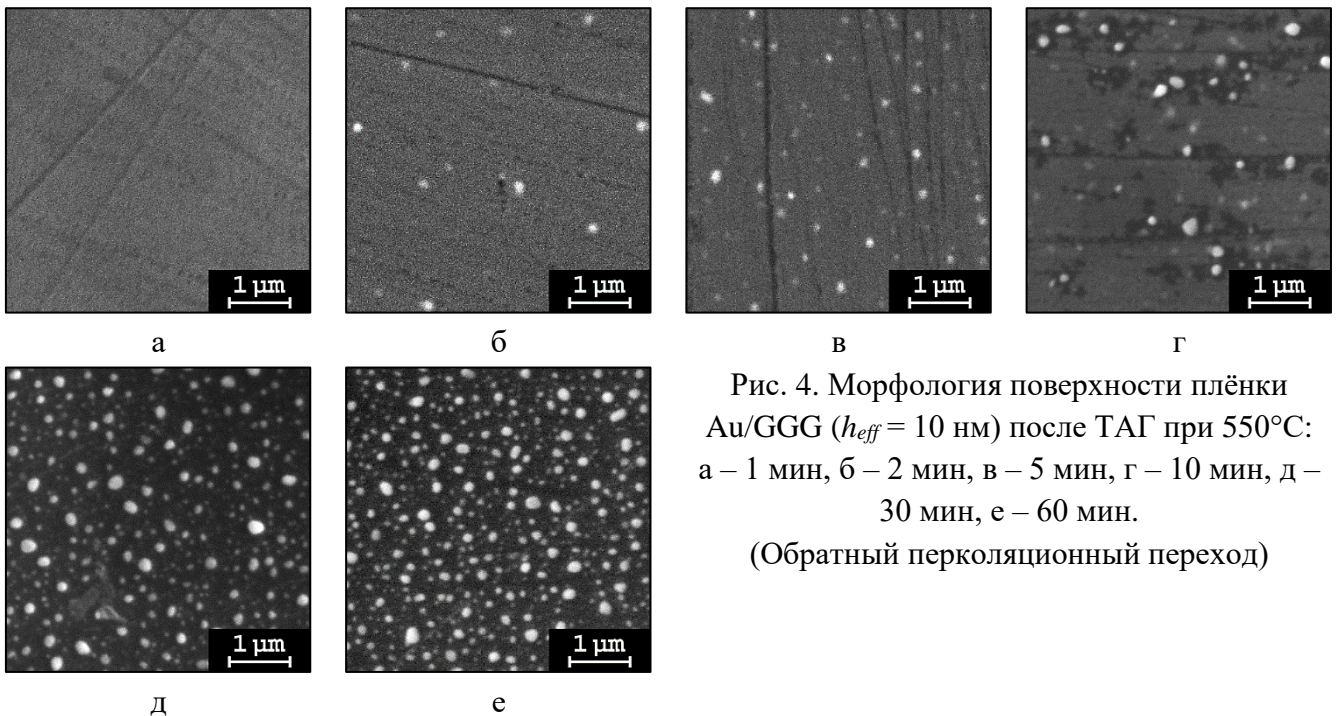 1 μm
1 μm
1 μm
1 μm
а
б
в
г
1 μm
1 μm
д
е
Рис. 4. Морфология поверхности плёнки
Au/GGG (heff = 10 нм) после ТАГ при 550°C:
а – 1 мин, б – 2 мин, в – 5 мин, г – 10 мин, д –
30 мин, е – 60 мин.
(Обратный перколяционный переход)